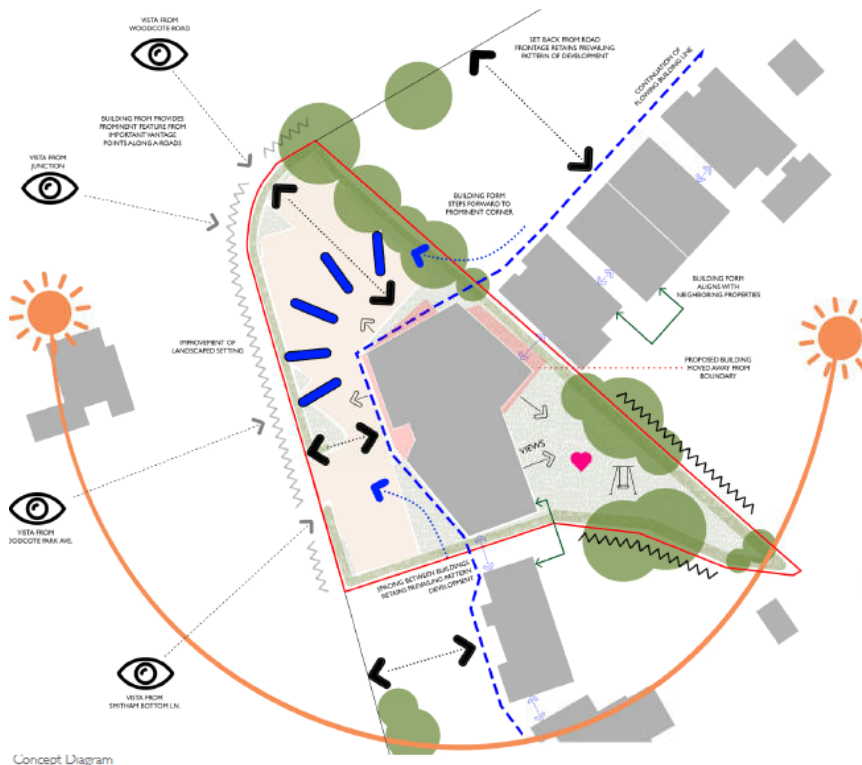 VISTA FROM
WOODCOTE ROAD
SET BACK FROM ROAD
FRONTAGE RETAINS PREVAILING
PATTERN OF DEVELOPMENT
CONTINUATION OF
FLOWING BUILDING LINE
BUILDING FROM PROVIDES
PROMINENT FEATURE FROM
IMPORTANT VANTAGE
POINTS ALONG A-ROADS
VISTA FROM
JUNCTION
BUILDING FORM
STEPS FORWARD TO
PROMINENT CORNER
BUILDING FORM
ALIGNS WITH
NEIGHBORING PROPERTIES
IMPROVEMENT OF
LANDSCAPED SETTING
PROPOSED BUILDING
MOVED AWAY FROM
BOUNDARY
VIEWS
VISTA FROM
OODCOTE PARK AVE.
SPACING BETWEEN BUILDINGS
RETAINS PREVAILING PATTERN
DEVELOPMENT
VISTA FROM
SMITHAM BOTTOM LN.
Concept Diagram